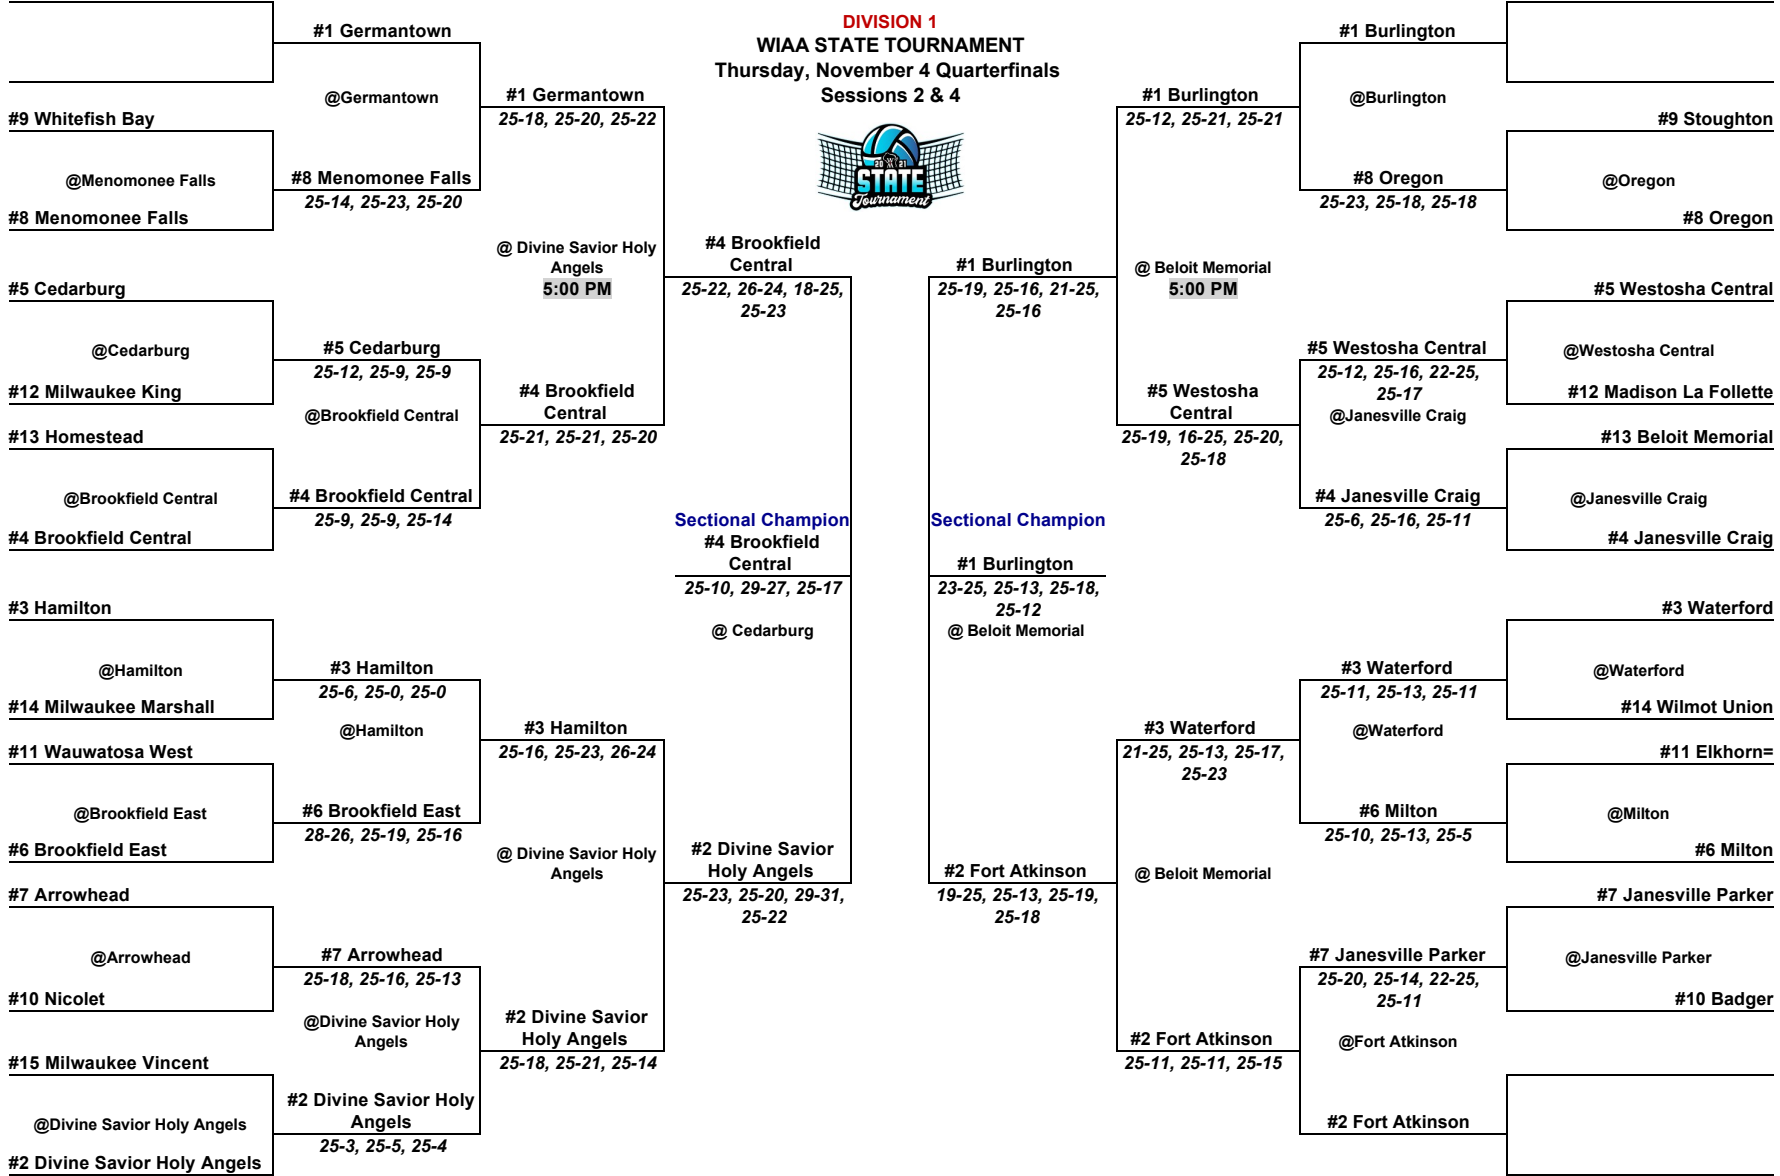 DIVISION 1
WIAA STATE TOURNAMENT
Thursday, November 4 Quarterfinals
Sessions 2 & 4
20 21
STATE
Tournament
#9 Whitefish Bay
@Menomonee Falls
#8 Menomonee Falls
#5 Cedarburg
@Cedarburg
#12 Milwaukee King
#13 Homestead
@Brookfield Central
#4 Brookfield Central
#3 Hamilton
@Hamilton
#14 Milwaukee Marshall
#11 Wauwatosa West
@Brookfield East
#6 Brookfield East
#7 Arrowhead
@Arrowhead
#10 Nicolet
#15 Milwaukee Vincent
@Divine Savior Holy Angels
#2 Divine Savior Holy Angels
#1 Germantown
@Germantown
#8 Menomonee Falls
25-14, 25-23, 25-20
#5 Cedarburg
25-12, 25-9, 25-9
@Brookfield Central
#4 Brookfield Central
25-9, 25-9, 25-14
#3 Hamilton
25-6, 25-0, 25-0
@Hamilton
#6 Brookfield East
28-26, 25-19, 25-16
#7 Arrowhead
25-18, 25-16, 25-13
@Divine Savior Holy
Angels
#2 Divine Savior Holy
Angels
25-3, 25-5, 25-4
#1 Germantown
25-18, 25-20, 25-22
@ Divine Savior Holy
Angels
5:00 PM
#4 Brookfield
Central
25-21, 25-21, 25-20
#3 Hamilton
25-16, 25-23, 26-24
@ Divine Savior Holy
Angels
#2 Divine Savior
Holy Angels
25-18, 25-21, 25-14
#4 Brookfield
Central
25-22, 26-24, 18-25,
25-23
Sectional Champion
#4 Brookfield
Central
25-10, 29-27, 25-17
@ Cedarburg
#2 Divine Savior
Holy Angels
25-23, 25-20, 29-31,
25-22
#1 Burlington
25-19, 25-16, 21-25,
25-16
Sectional Champion
#1 Burlington
23-25, 25-13, 25-18,
25-12
@ Beloit Memorial
#2 Fort Atkinson
19-25, 25-13, 25-19,
25-18
#1 Burlington
25-12, 25-21, 25-21
@ Beloit Memorial
5:00 PM
#5 Westosha
Central
25-19, 16-25, 25-20,
25-18
#3 Waterford
21-25, 25-13, 25-17,
25-23
@ Beloit Memorial
#2 Fort Atkinson
25-11, 25-11, 25-15
#1 Burlington
@Burlington
#8 Oregon
25-23, 25-18, 25-18
#5 Westosha Central
25-12, 25-16, 22-25,
25-17
@Janesville Craig
#4 Janesville Craig
25-6, 25-16, 25-11
#3 Waterford
25-11, 25-13, 25-11
@Waterford
#6 Milton
25-10, 25-13, 25-5
#7 Janesville Parker
25-20, 25-14, 22-25,
25-11
@Fort Atkinson
#2 Fort Atkinson
#9 Stoughton
@Oregon
#8 Oregon
#5 Westosha Central
@Westosha Central
#12 Madison La Follette
#13 Beloit Memorial
@Janesville Craig
#4 Janesville Craig
#3 Waterford
@Waterford
#14 Wilmot Union
#11 Elkhorn=
@Milton
#6 Milton
#7 Janesville Parker
@Janesville Parker
#10 Badger